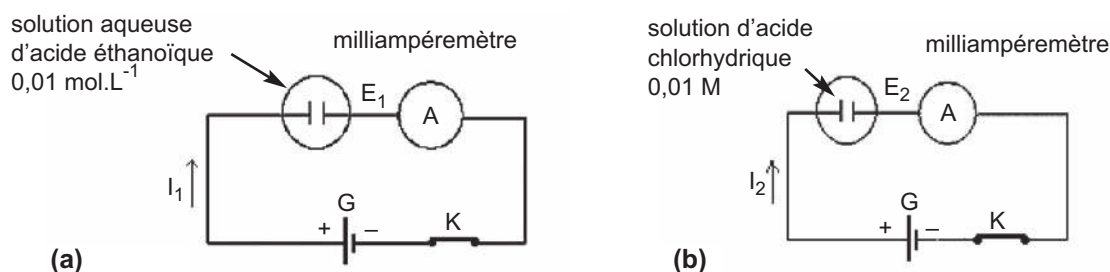 solution aqueuse
d'acide éthanoïque
0,01 mol.L⁻¹
milliampéremètre
E₁
A
I₁
G
+
–
K
(a)
solution d'acide
chlorhydrique
0,01 M
milliampéremètre
E₂
A
I₂
G
+
–
K
(b)